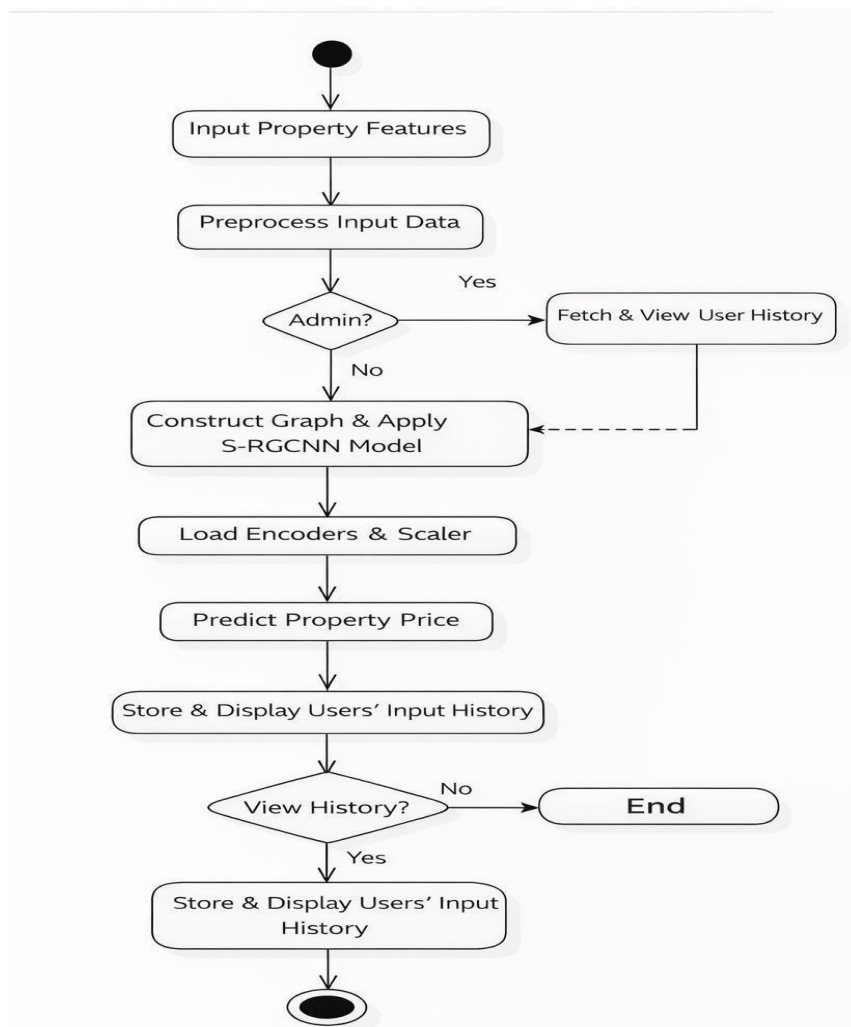 Input Property Features
Preprocess Input Data
Yes
Admin?
Fetch & View User History
No
Construct Graph & Apply
S-RGCNN Model
Load Encoders & Scaler
Predict Property Price
Store & Display Users’ Input History
View History?
No
End
Yes
Store & Display Users’ Input
History